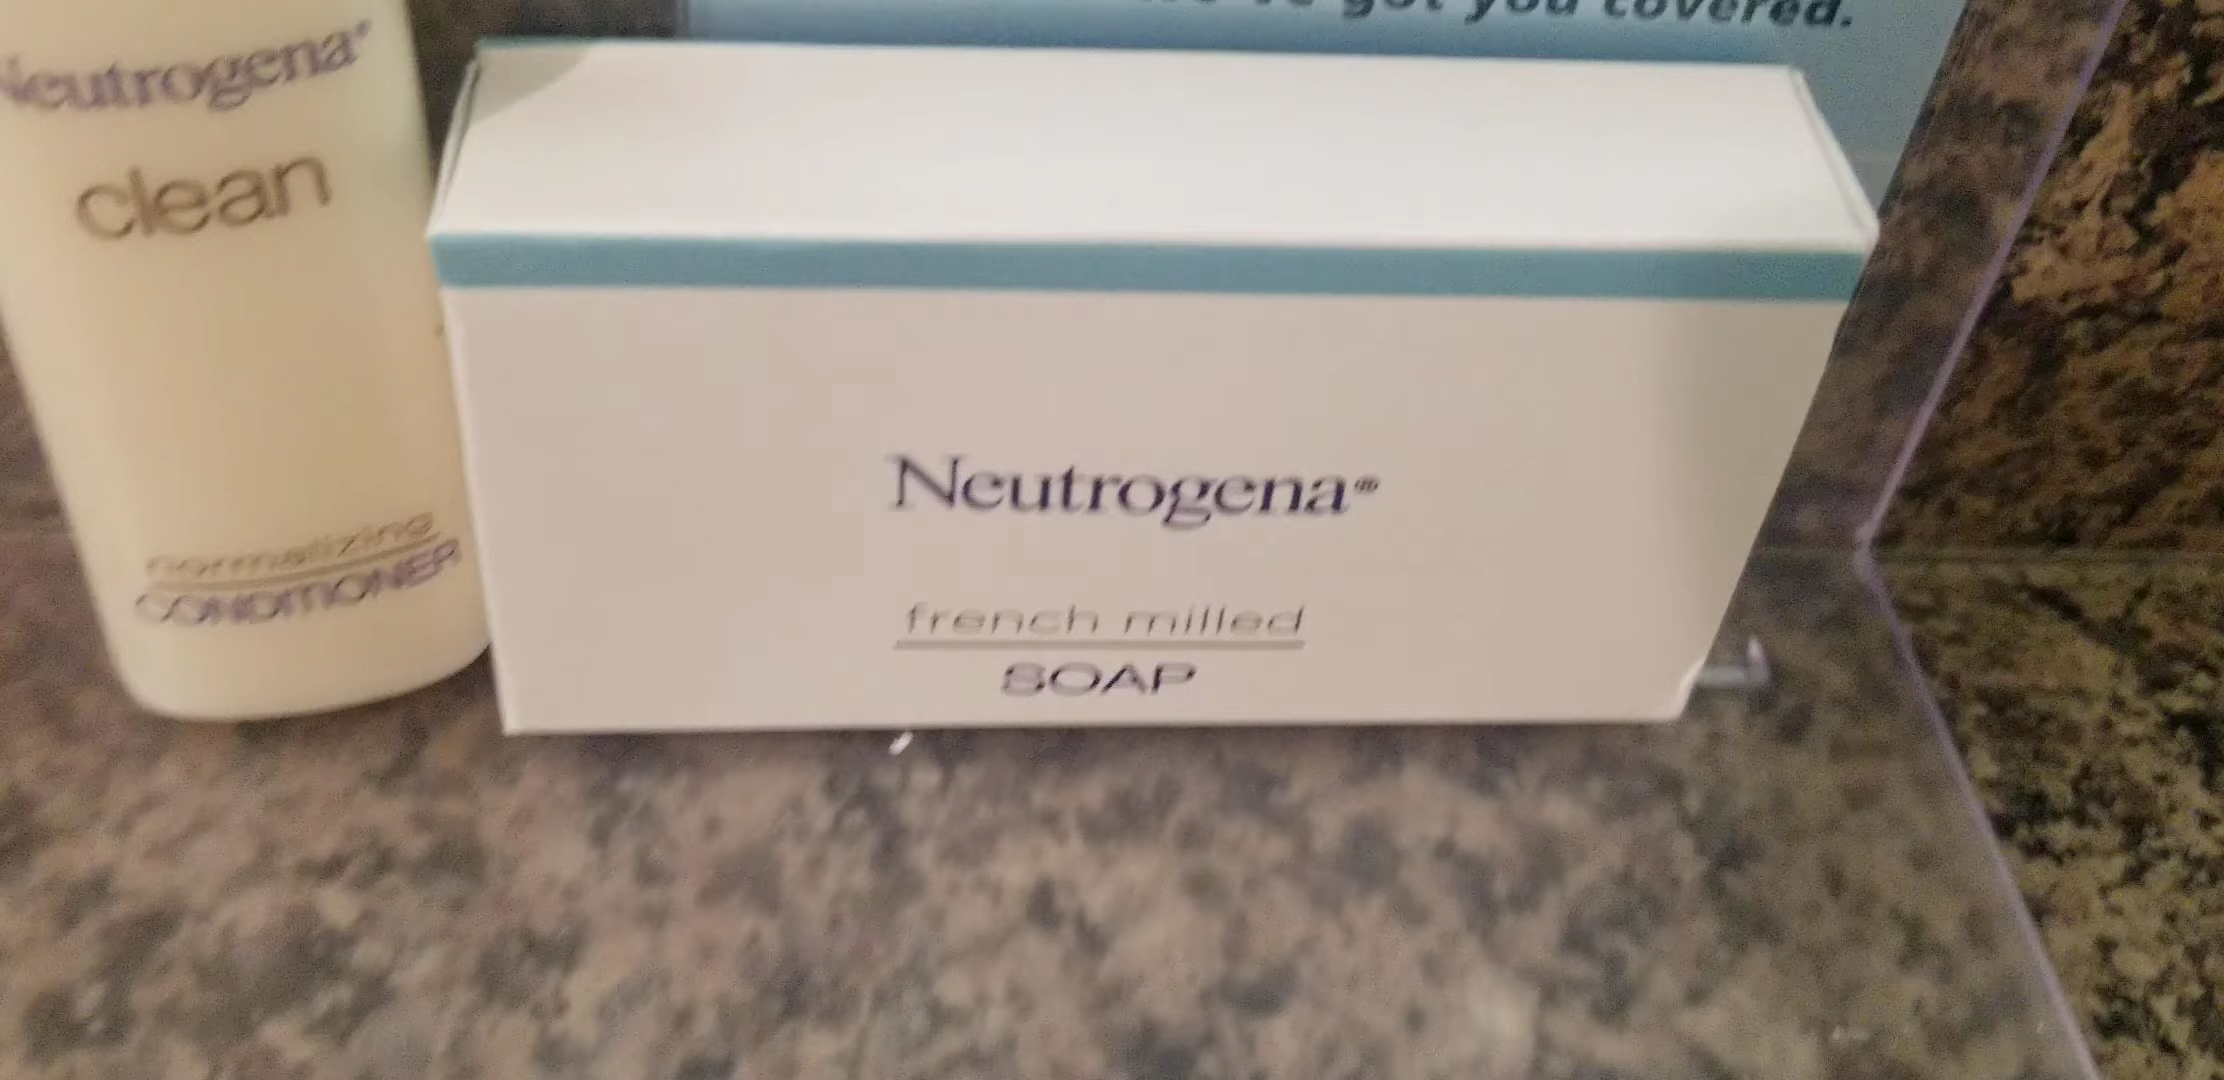 got you covered.
Neutrogena®
clean
normalizing
CONDITIONER
Neutrogena®
french milled
SOAP